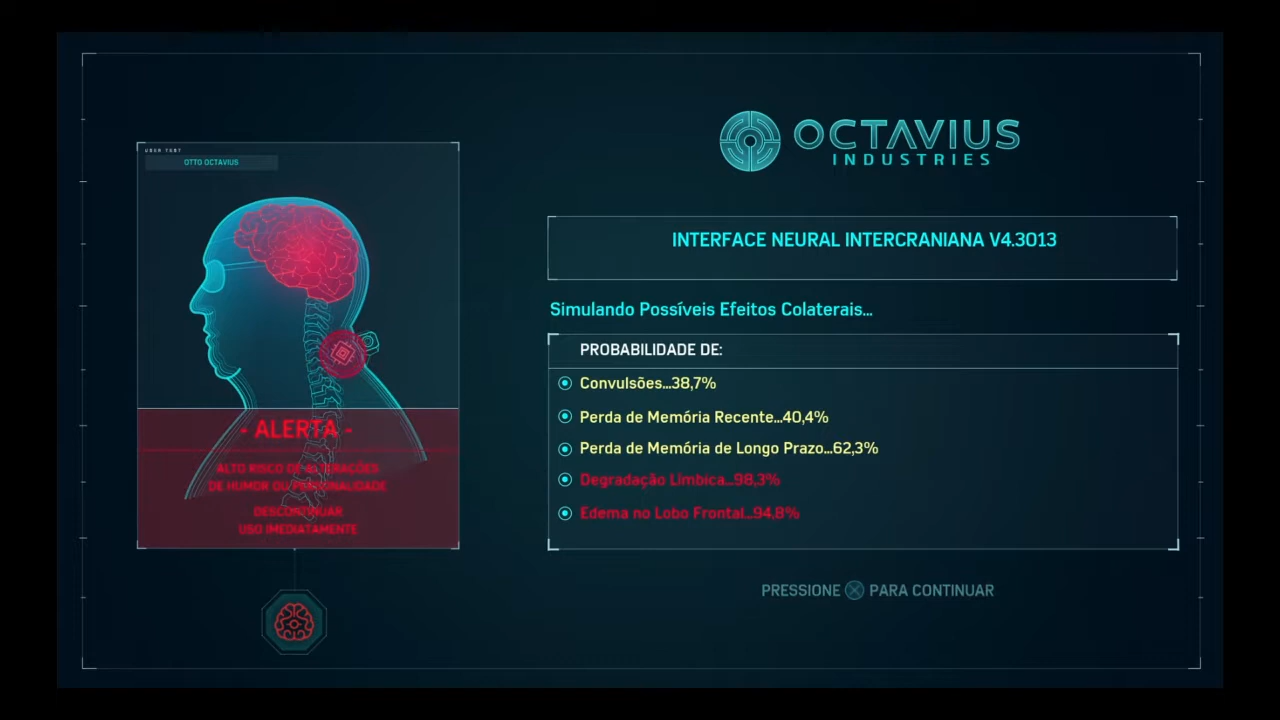 USER TEST
OTTO OCTAVIUS
- ALERTA -
ALTO RISCO DE ALTERAÇÕES
DE HUMOR OU PERSONALIDADE
DESCONTINUAR
USO IMEDIATAMENTE
OCTAVIUS
INDUSTRIES
INTERFACE NEURAL INTERCRANIANA V4.3013
Simulando Possíveis Efeitos Colaterais...
PROBABILIDADE DE:
Convulsões...38,7%
Perda de Memória Recente...40,4%
Perda de Memória de Longo Prazo...62,3%
Degradação Límbica...98,3%
Edema no Lobo Frontal...94,8%
PRESSIONE PARA CONTINUAR